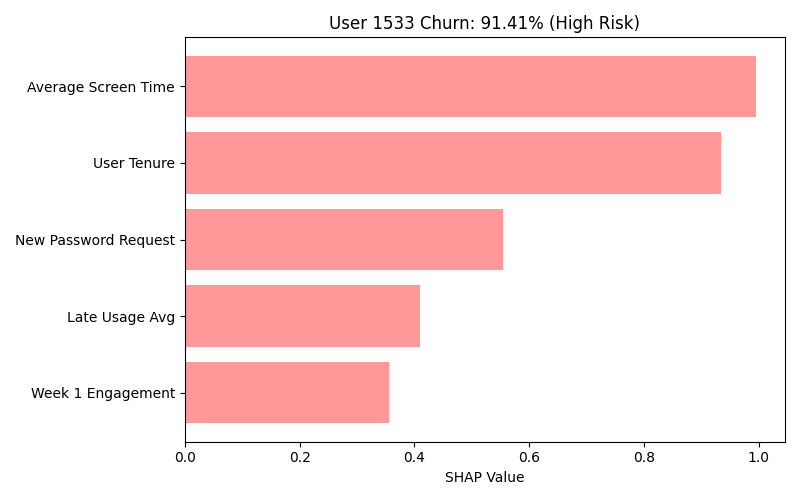 User 1533 Churn: 91.41% (High Risk)
Average Screen Time
User Tenure
New Password Request
Late Usage Avg
Week 1 Engagement
0.0 0.2 0.4 0.6 0.8 1.0
SHAP Value